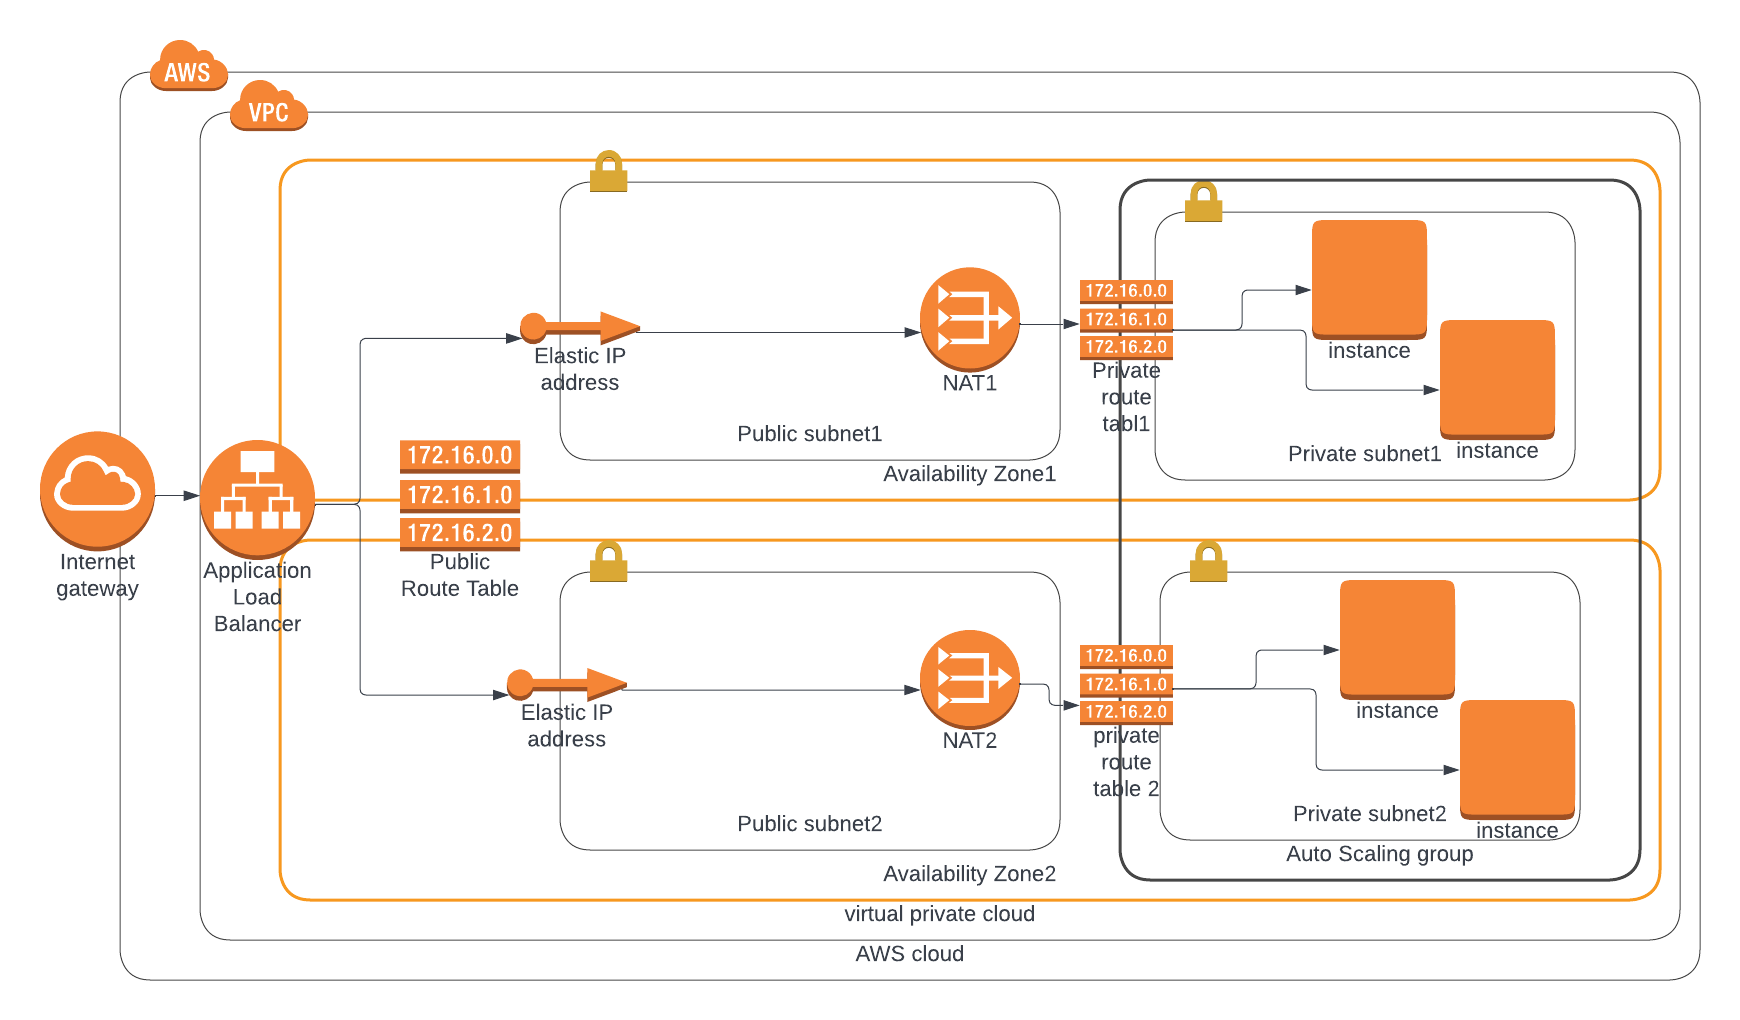 AWS
VPC
172.16.0.0
172.16.1.0
172.16.2.0
Private
route
tabl1
instance
instance
Elastic IP
address
NAT1
Public subnet1
Private subnet1
Availability Zone1
Internet
gateway
Application
Load
Balancer
172.16.0.0
172.16.1.0
172.16.2.0
Public
Route Table
Elastic IP
address
NAT2
172.16.0.0
172.16.1.0
172.16.2.0
private
route
table 2
instance
instance
Public subnet2
Private subnet2
Auto Scaling group
Availability Zone2
virtual private cloud
AWS cloud